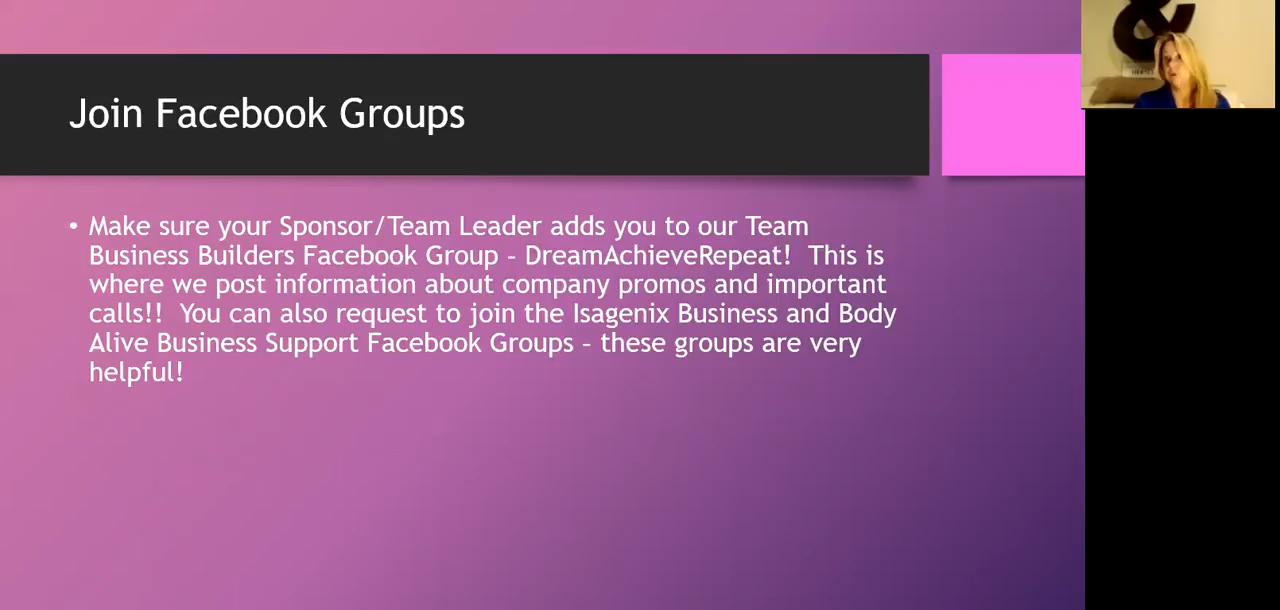 Join Facebook Groups
• Make sure your Sponsor/Team Leader adds you to our Team
Business Builders Facebook Group – DreamAchieveRepeat!  This is
where we post information about company promos and important
calls!!  You can also request to join the Isagenix Business and Body
Alive Business Support Facebook Groups – these groups are very
helpful!
&